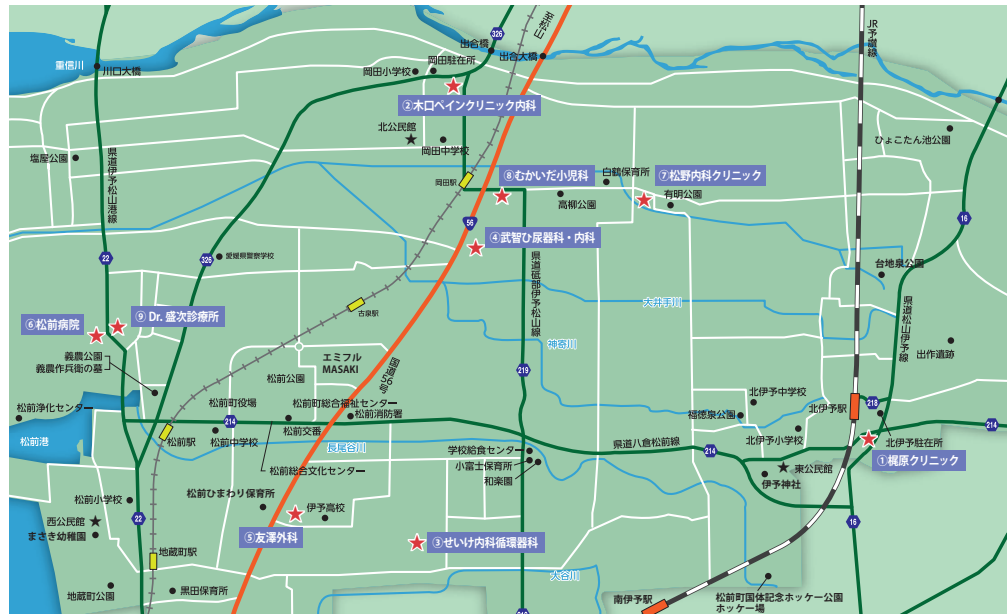 326
至松山
JR
予讃線
出合橋
岡田駐在所
出合大橋
重信川
川口大橋
岡田小学校
②木口ペインクリニック内科
北公民館
岡田中学校
ひょこたん池公園
塩屋公園
県道伊予松山港線
岡田駅
⑧むかいだ小児科
白鶴保育所
⑦松野内科クリニック
高柳公園
有明公園
56
16
④武智ひ尿器科・内科
22
326
愛媛県警察学校
県道砥部伊予松山線
台地泉公園
大井手川
古泉駅
県道松山伊予線
⑥松前病院
⑨Dr. 盛次診療所
神寄川
出作遺跡
義農公園
義農作兵衛の墓
エミフル
MASAKI
国道56号
松前公園
219
松前浄化センター
松前町役場
松前町総合福祉センター
松前消防署
北伊予中学校
218
北伊予駅
福徳泉公園
214
松前交番
北伊予駐在所
214
松前港
松前駅
松前中学校
長尾谷川
学校給食センター
県道八倉松前線
214
北伊予小学校
①梶原クリニック
松前総合文化センター
小富士保育所
和楽園
東公民館
伊予神社
松前小学校
松前ひまわり保育所
西公民館
22
伊予高校
16
まさき幼稚園
⑤友澤外科
③せいけ内科循環器科
地蔵町駅
大谷川
地蔵町公園
黒田保育所
南伊予駅
松前町国体記念ホッケー公園
ホッケー場